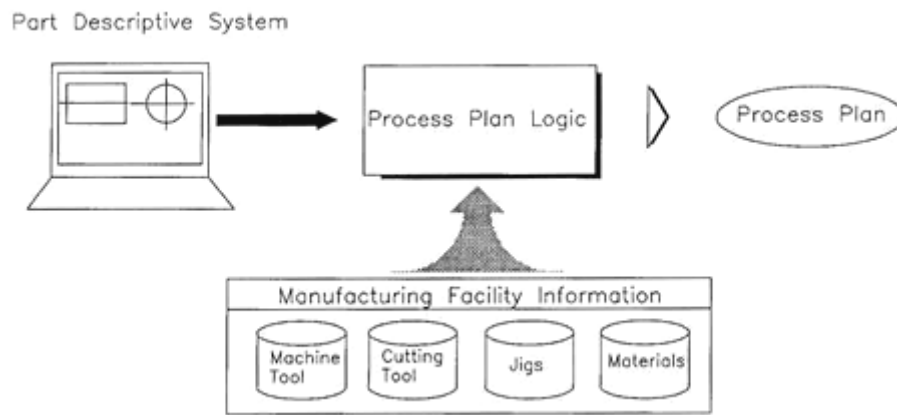 Part Descriptive System
Process Plan Logic
Process Plan
Manufacturing Facility Information
Machine
Tool
Cutting
Tool
Jigs
Materials